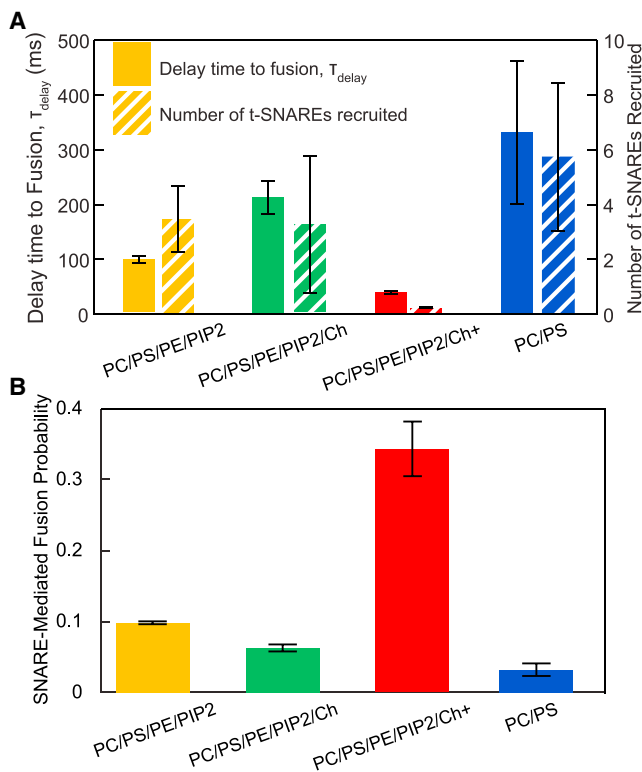 A
500
400
300
200
100
0
Delay time to Fusion, τdelay (ms)
Delay time to fusion, τdelay
Number of t-SNAREs recruited
10
8
6
4
2
0
Number of t-SNAREs Recruited
PC/PS/PE/PIP2
PC/PS/PE/PIP2/Ch
PC/PS/PE/PIP2/Ch+
PC/PS
B
0.4
0.3
0.2
0.1
0
SNARE-Mediated Fusion Probability
PC/PS/PE/PIP2
PC/PS/PE/PIP2/Ch
PC/PS/PE/PIP2/Ch+
PC/PS